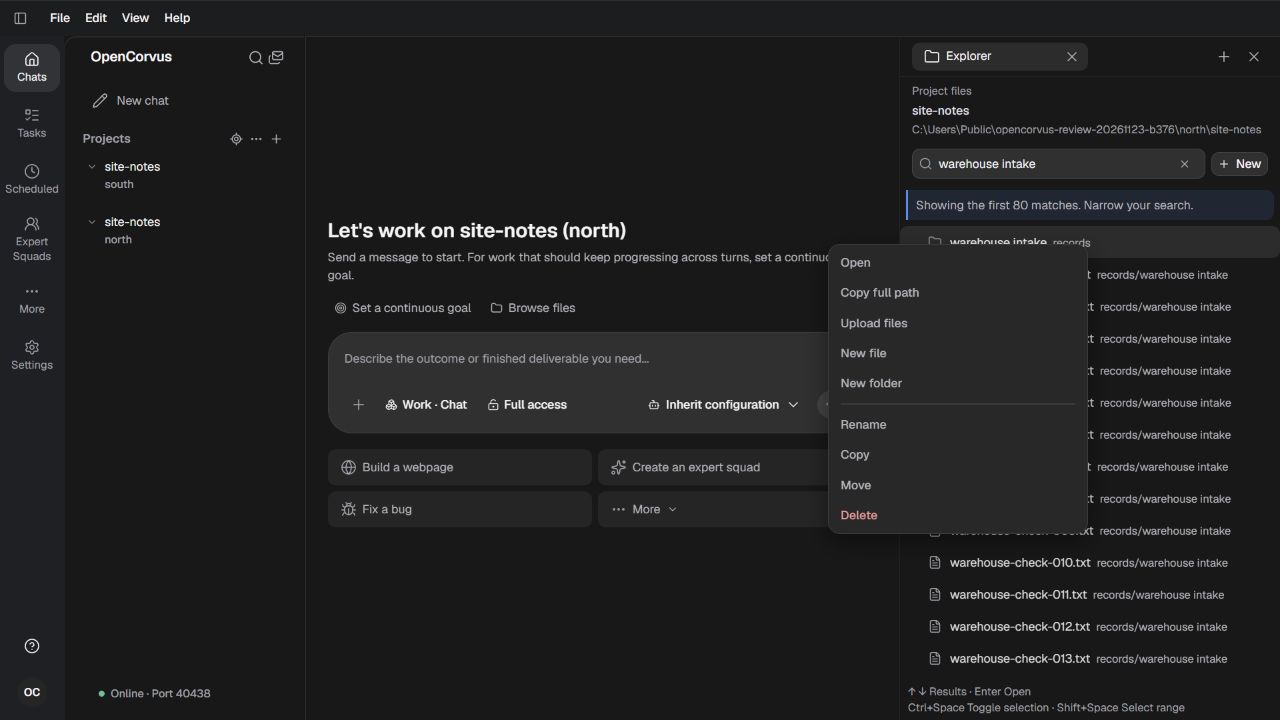 File Edit View Help
Chats
Tasks
Scheduled
Expert
Squads
More
Settings
OC
OpenCorvus
New chat
Projects
site-notes
south
site-notes
north
Online · Port 40438
Let's work on site-notes (north)
Send a message to start. For work that should keep progressing across turns, set a
goal.
Set a continuous goal Browse files
Describe the outcome or finished deliverable you need...
Work · Chat Full access Inherit configuration
Build a webpage Create an expert squad
Fix a bug More
Explorer
Project files
site-notes
C:\Users\Public\opencorvus-review-20261123-b376\north\site-notes
warehouse intake
New
Showing the first 80 matches. Narrow your search.
warehouse intake records
records/warehouse intake
records/warehouse intake
records/warehouse intake
records/warehouse intake
records/warehouse intake
records/warehouse intake
records/warehouse intake
records/warehouse intake
records/warehouse intake
warehouse-check-010.txt records/warehouse intake
warehouse-check-011.txt records/warehouse intake
warehouse-check-012.txt records/warehouse intake
warehouse-check-013.txt records/warehouse intake
↑↓ Results · Enter Open
Ctrl+Space Toggle selection · Shift+Space Select range
Open
Copy full path
Upload files
New file
New folder
Rename
Copy
Move
Delete